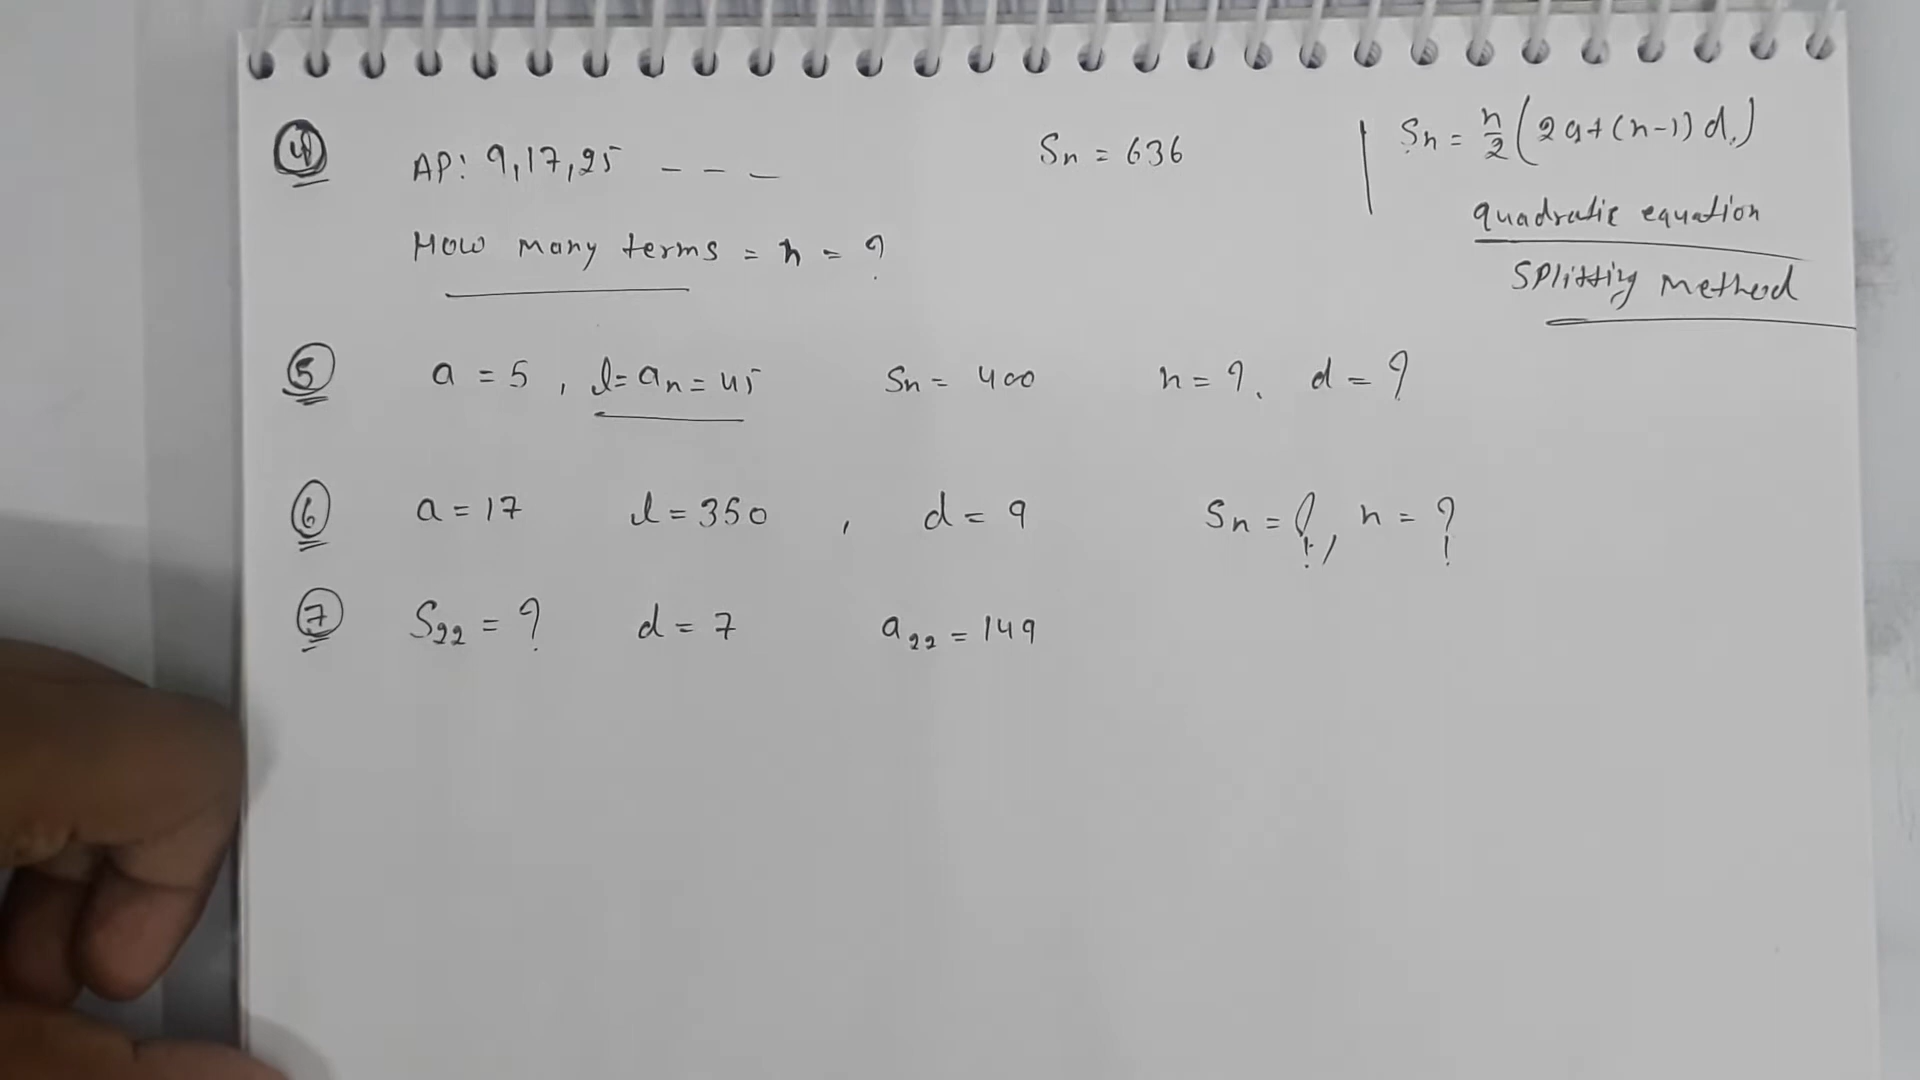 ④ AP: 9,17,25 _ _ _ Sn = 636 | Sn = n/2 (2a+(n-1)d.)
quadratic equation
How many terms = n = ?
Splitting Method
⑤ a = 5 , l = an = 45 Sn = 400 n = ?. d = ?
⑥ a = 17 l = 350 , d = 9 Sn = ?, n = ?
⑦ S22 = ? d = 7 a22 = 149